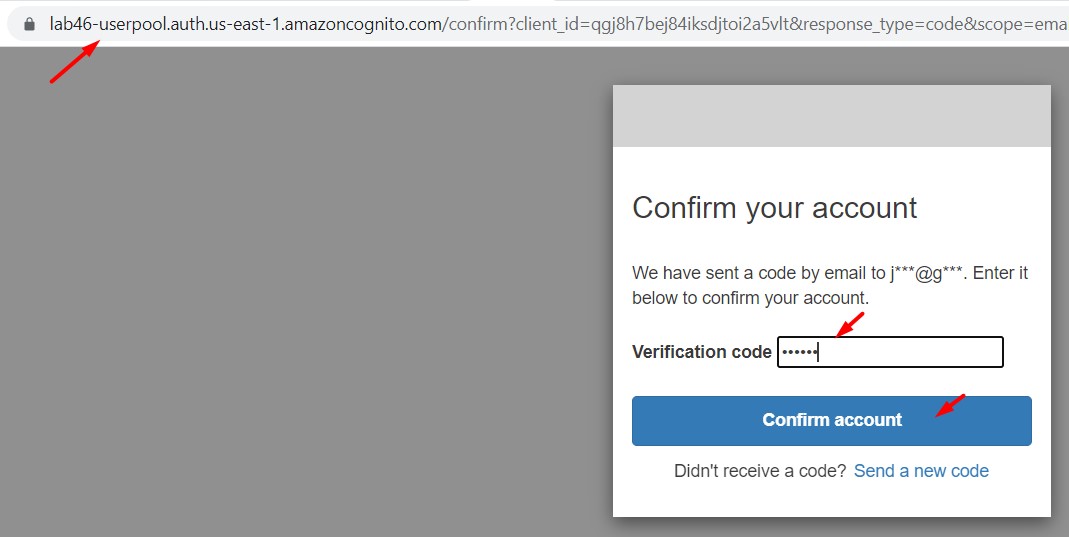 lab46-userpool.auth.us-east-1.amazoncognito.com/confirm?client_id=qgj8h7bej84iksdjtoi2a5vlt&response_type=code&scope=ema
Confirm your account
We have sent a code by email to j***@g***. Enter it
below to confirm your account.
Verification code ••••••
Confirm account
Didn't receive a code? Send a new code